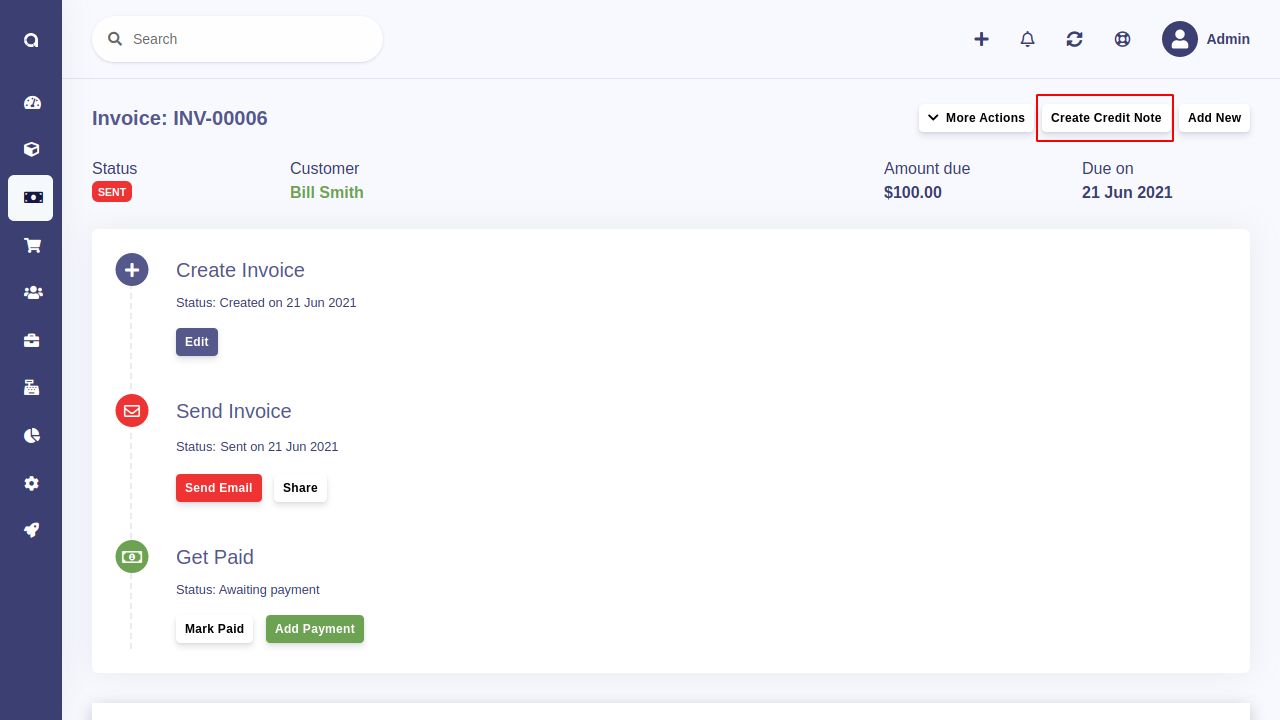 Search
Admin
Invoice: INV-00006
More Actions
Create Credit Note
Add New
Status
SENT
Customer
Bill Smith
Amount due
$100.00
Due on
21 Jun 2021
Create Invoice
Status: Created on 21 Jun 2021
Edit
Send Invoice
Status: Sent on 21 Jun 2021
Send Email
Share
Get Paid
Status: Awaiting payment
Mark Paid
Add Payment